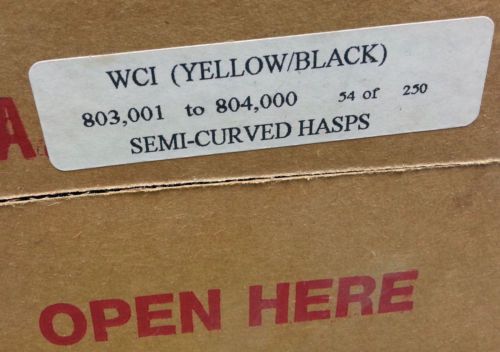 WCI (YELLOW/BLACK)
803,001 to 804,000 54 of 250
SEMI-CURVED HASPS
A
OPEN HERE